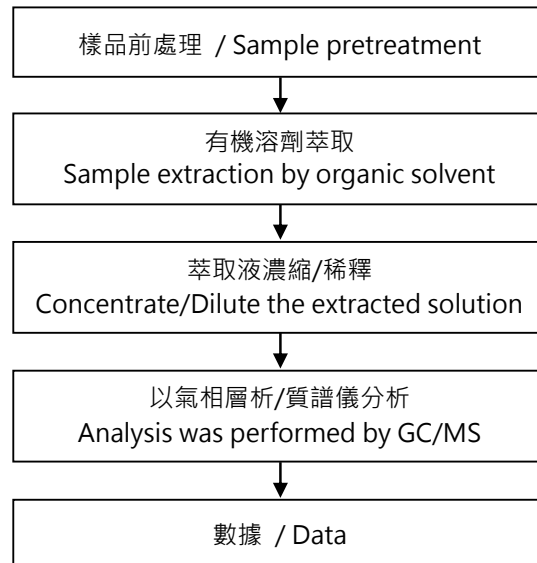 樣品前處理 / Sample pretreatment
有機溶劑萃取
Sample extraction by organic solvent
萃取液濃縮/稀釋
Concentrate/Dilute the extracted solution
以氣相層析/質譜儀分析
Analysis was performed by GC/MS
數據 / Data